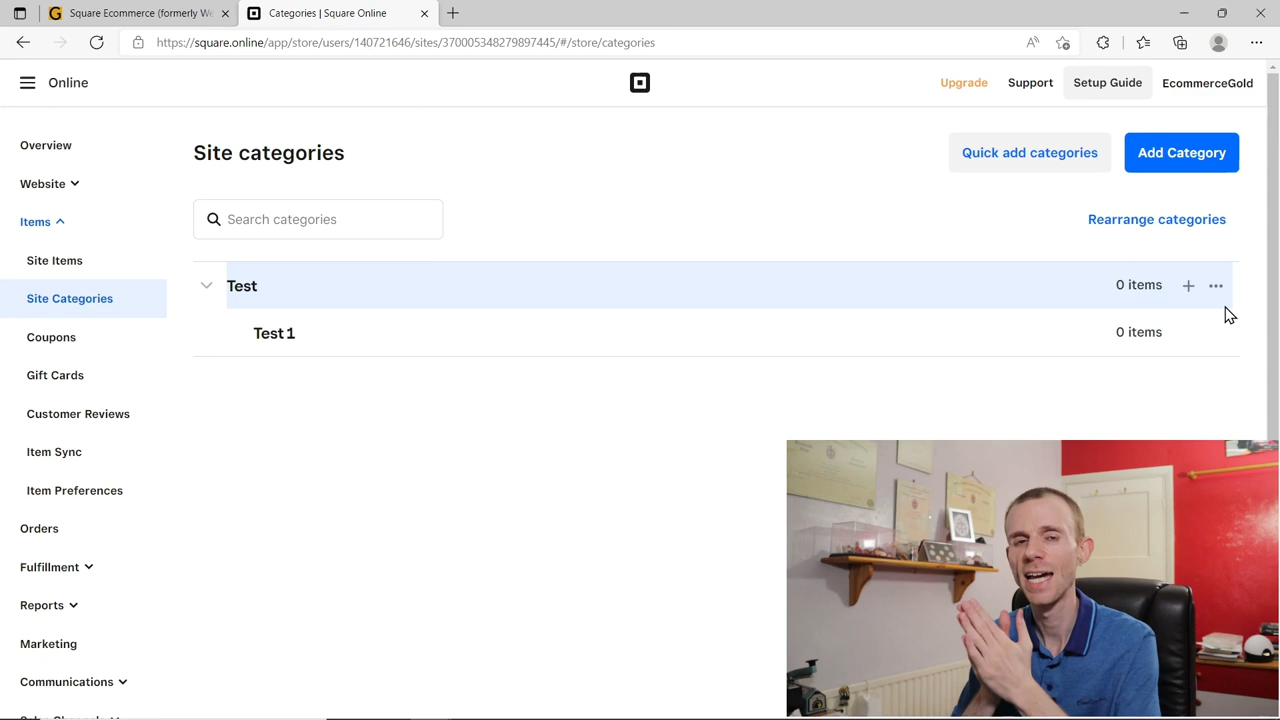 Square Ecommerce (formerly We
Categories | Square Online
https://square.online/app/store/users/140721646/sites/370005348279897445/#/store/categories
Online
Upgrade
Support
Setup Guide
EcommerceGold
Overview
Website
Items
Site Items
Site Categories
Coupons
Gift Cards
Customer Reviews
Item Sync
Item Preferences
Orders
Fulfillment
Reports
Marketing
Communications
Site categories
Quick add categories
Add Category
Search categories
Rearrange categories
Test
0 items
Test 1
0 items